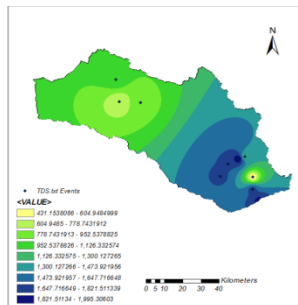 N
TDS.txt Events
<VALUE>
431.1538086 - 604.9484999
604.9485 - 778.7431912
778.7431913 - 952.5378825
952.5378826 - 1,126.332574
1,126.332575 - 1,300.127265
1,300.127266 - 1,473.921956
1,473.921957 - 1,647.716648
1,647.716649 - 1,821.511339
1,821.51134 - 1,995.30603
Kilometers
0 5 10 20 30 40